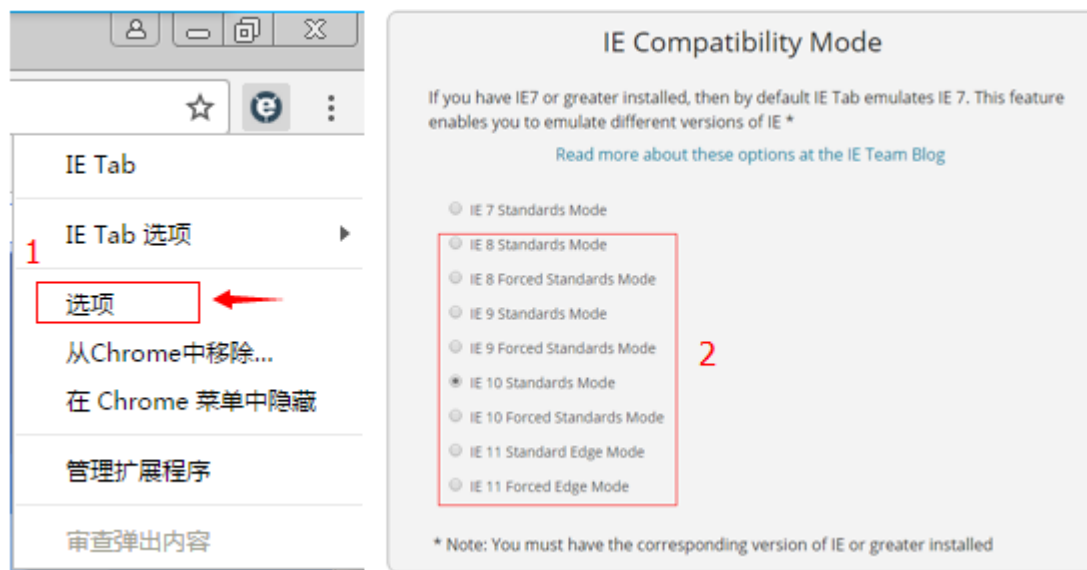 IE Tab
IE Tab 选项
1
选项
从Chrome中移除...
在 Chrome 菜单中隐藏
管理扩展程序
审查弹出内容
IE Compatibility Mode
If you have IE7 or greater installed, then by default IE Tab emulates IE 7. This feature
enables you to emulate different versions of IE *
Read more about these options at the IE Team Blog
IE 7 Standards Mode
IE 8 Standards Mode
IE 8 Forced Standards Mode
IE 9 Standards Mode
IE 9 Forced Standards Mode
2
IE 10 Standards Mode
IE 10 Forced Standards Mode
IE 11 Standard Edge Mode
IE 11 Forced Edge Mode
* Note: You must have the corresponding version of IE or greater installed